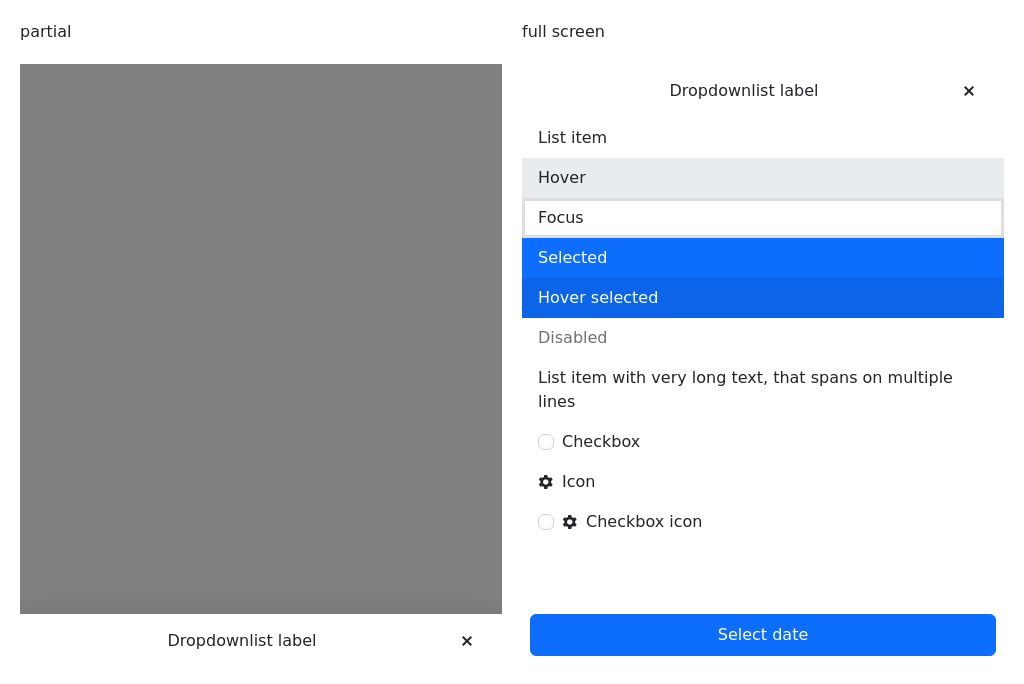 partial
Dropdownlist label
full screen
Dropdownlist label
List item
Hover
Focus
Selected
Hover selected
Disabled
List item with very long text, that spans on multiple
lines
Checkbox
Icon
Checkbox icon
Select date